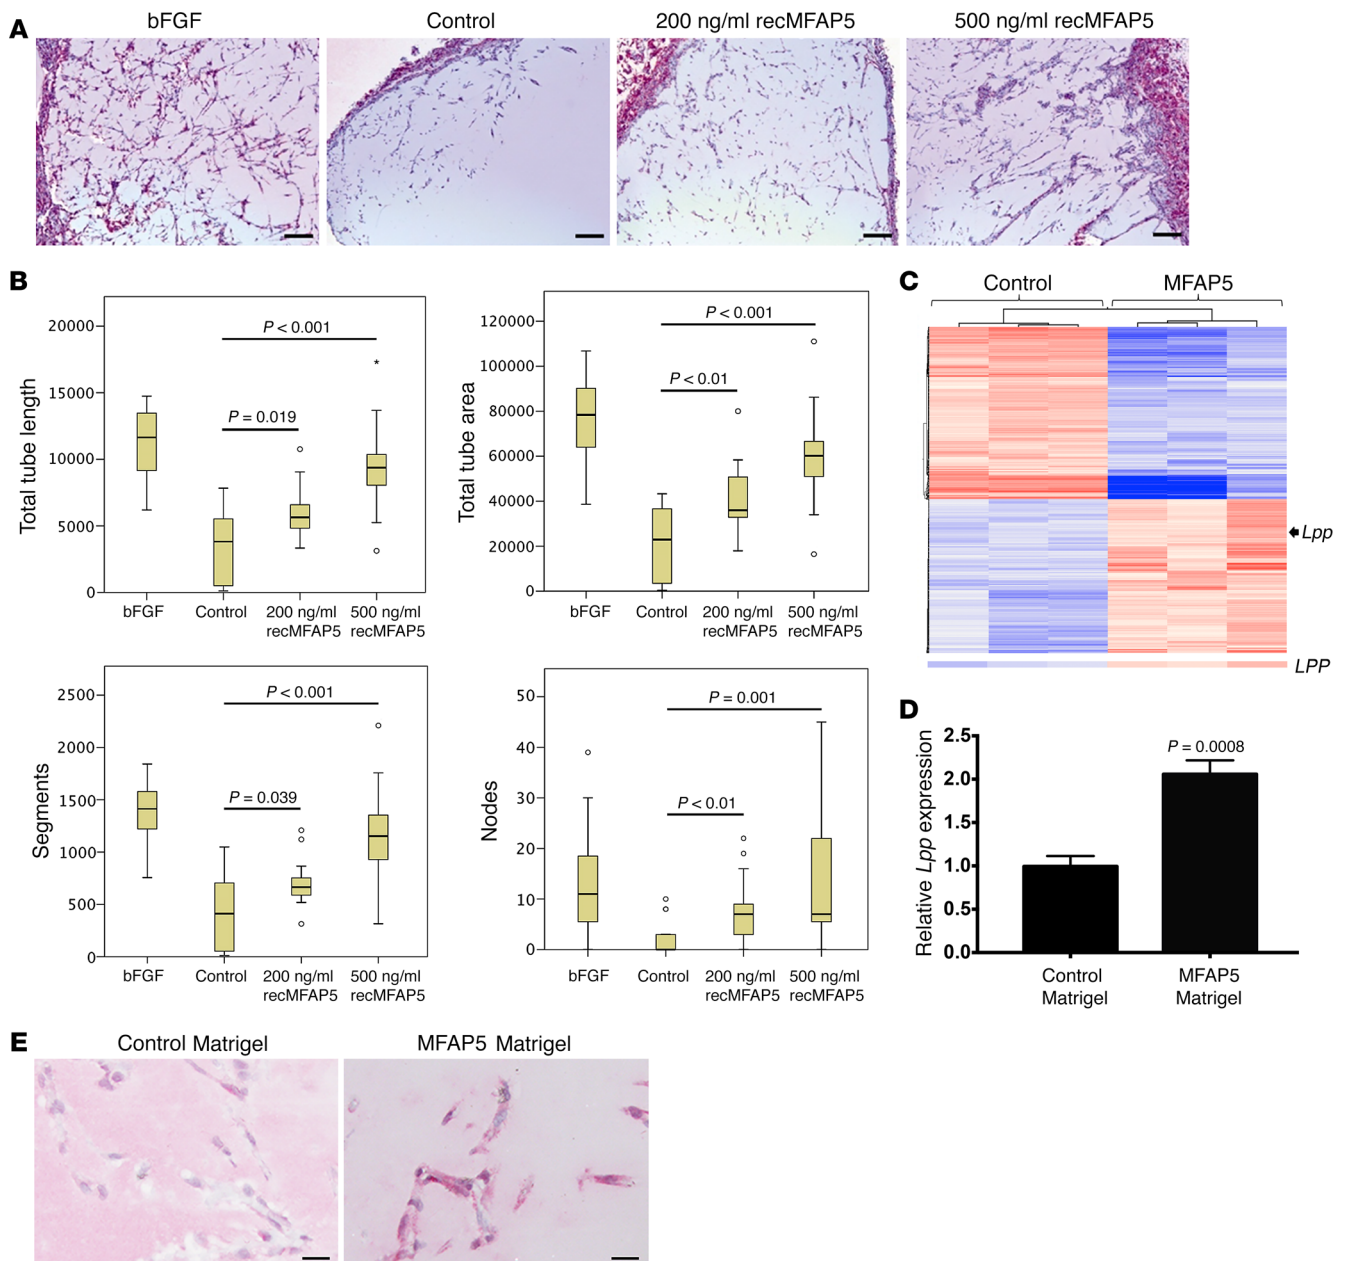 A
bFGF
Control
200 ng/ml recMFAP5
500 ng/ml recMFAP5
B
Total tube length
20000
15000
10000
5000
0
P < 0.001
P = 0.019
*
bFGF
Control
200 ng/ml
recMFAP5
500 ng/ml
recMFAP5
Total tube area
120000
100000
80000
60000
40000
20000
0
P < 0.001
P < 0.01
bFGF
Control
200 ng/ml
recMFAP5
500 ng/ml
recMFAP5
Segments
2500
2000
1500
1000
500
0
P < 0.001
P = 0.039
bFGF
Control
200 ng/ml
recMFAP5
500 ng/ml
recMFAP5
Nodes
50
40
30
20
10
0
P = 0.001
P < 0.01
bFGF
Control
200 ng/ml
recMFAP5
500 ng/ml
recMFAP5
C
Control
MFAP5
Lpp
LPP
D
Relative Lpp expression
2.5
2.0
1.5
1.0
0.5
0.0
P = 0.0008
Control
Matrigel
MFAP5
Matrigel
E
Control Matrigel
MFAP5 Matrigel